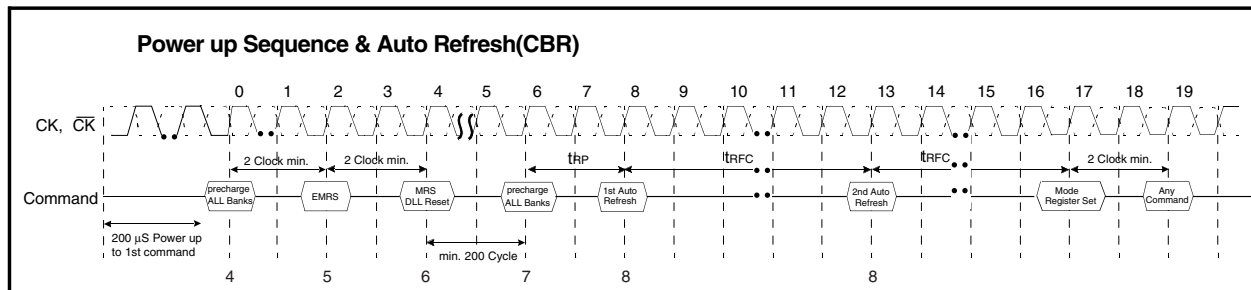 Power up Sequence & Auto Refresh(CBR)
0 1 2 3 4 5 6 7 8 9 10 11 12 13 14 15 16 17 18 19
CK, CK
2 Clock min. 2 Clock min. tRP tRFC tRFC 2 Clock min.
Command
precharge
ALL Banks
EMRS
MRS
DLL Reset
precharge
ALL Banks
1st Auto
Refresh
2nd Auto
Refresh
Mode
Register Set
Any
Command
200 μS Power up
to 1st command
min. 200 Cycle
4 5 6 7 8 8